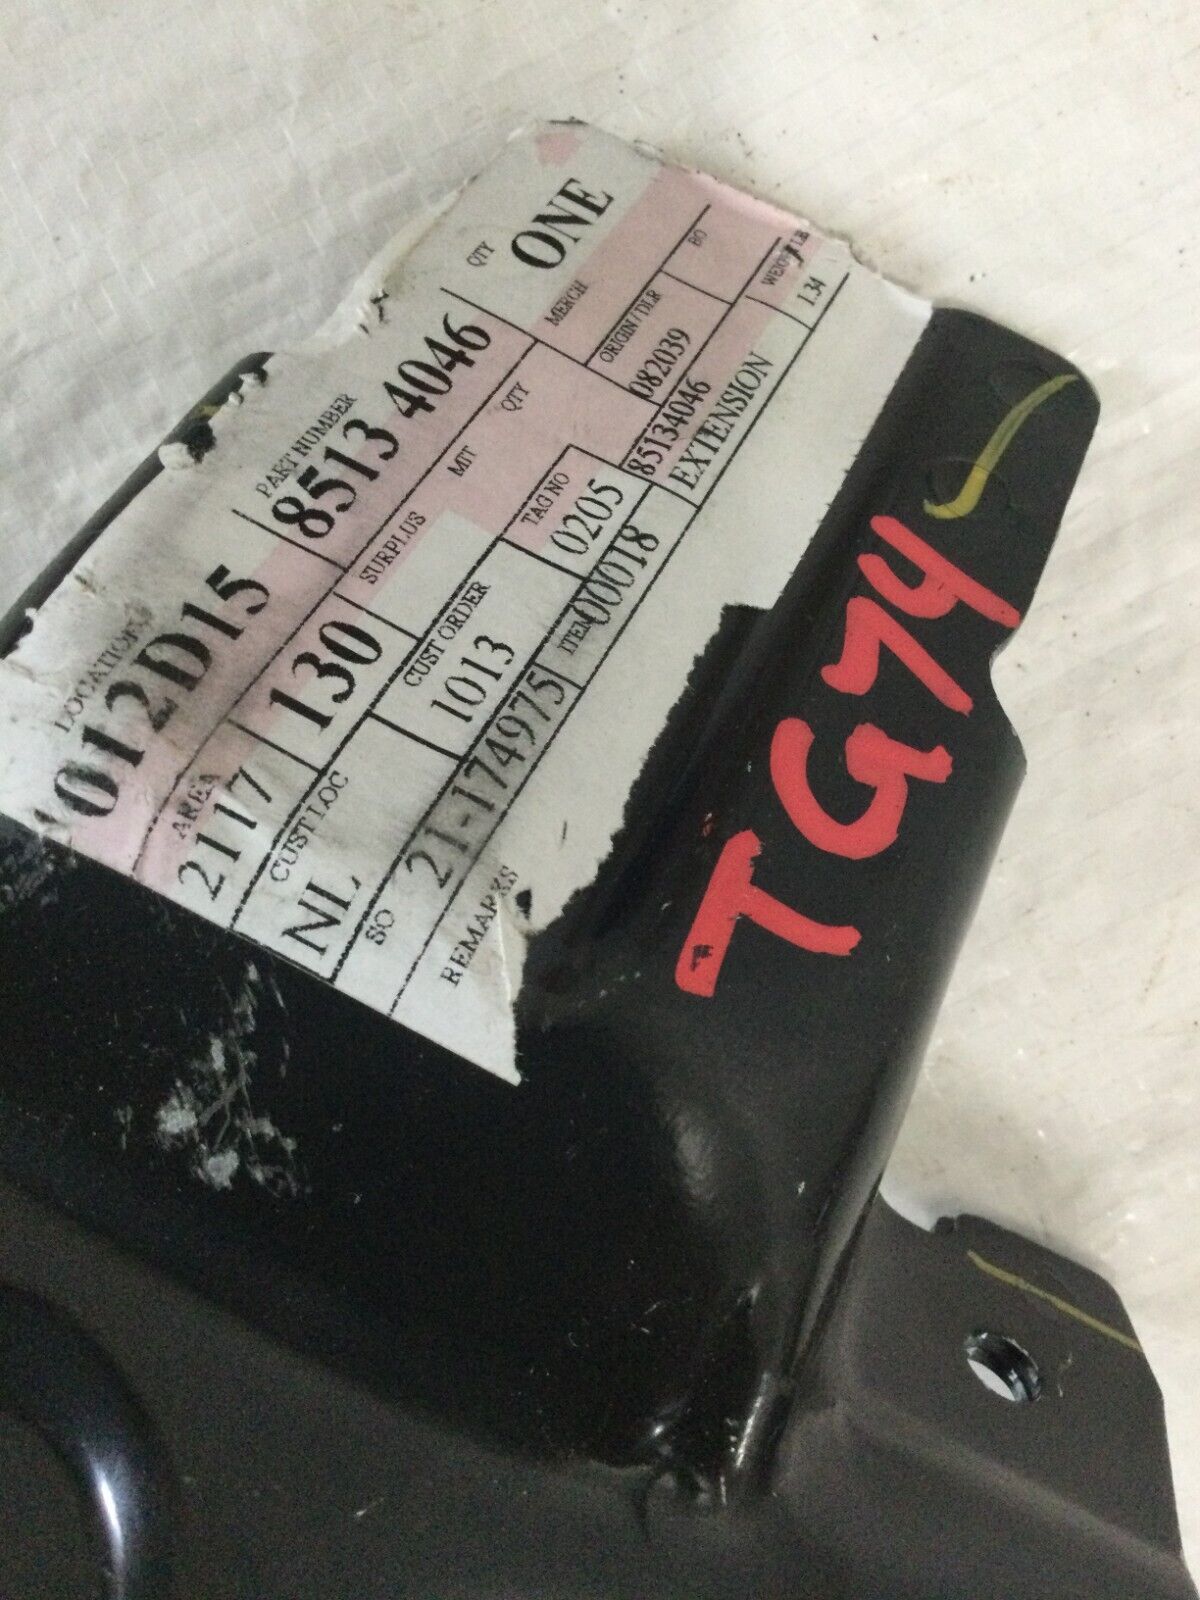 LOCATION
PART NUMBER
QTY
012D15
8513 4046
ONE
AREA
SURPLUS
MIT
QTY
MERCH
2117
130
ORIGIN / DLR
BO
CUST LOC
CUST ORDER
TAG NO
082039
WEIGHT LB
NL
1013
0205
85134046
1.34
SO
21-174975
ITEM
00018
EXTENSION
REMARKS
TG74